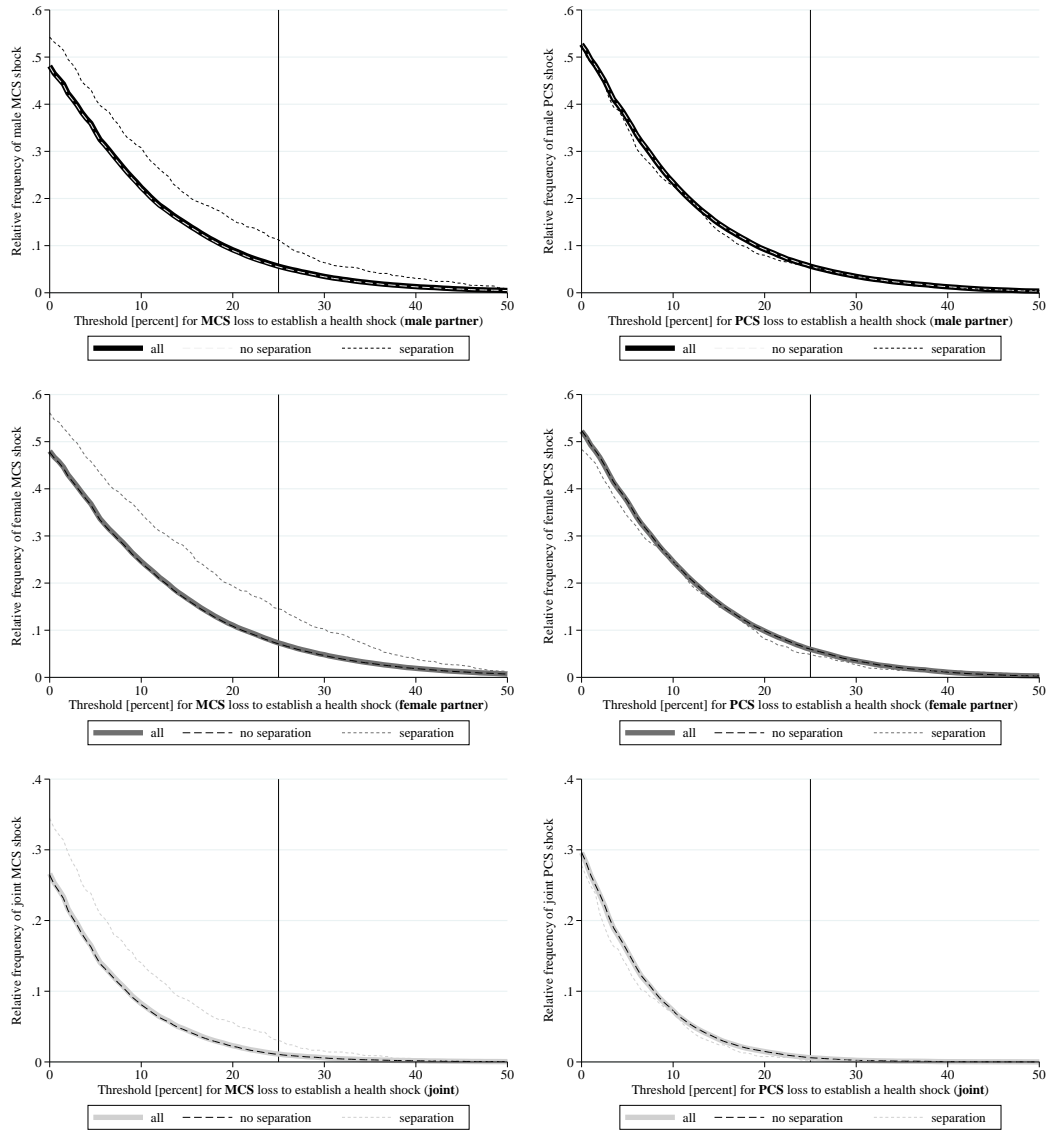 Relative frequency of male MCS shock
.6
.5
.4
.3
.2
.1
0
0 10 20 30 40 50
Threshold [percent] for MCS loss to establish a health shock (male partner)
all no separation separation
Relative frequency of male PCS shock
.6
.5
.4
.3
.2
.1
0
0 10 20 30 40 50
Threshold [percent] for PCS loss to establish a health shock (male partner)
all no separation separation
Relative frequency of female MCS shock
.6
.5
.4
.3
.2
.1
0
0 10 20 30 40 50
Threshold [percent] for MCS loss to establish a health shock (female partner)
all no separation separation
Relative frequency of female PCS shock
.6
.5
.4
.3
.2
.1
0
0 10 20 30 40 50
Threshold [percent] for PCS loss to establish a health shock (female partner)
all no separation separation
Relative frequency of joint MCS shock
.4
.3
.2
.1
0
0 10 20 30 40 50
Threshold [percent] for MCS loss to establish a health shock (joint)
all no separation separation
Relative frequency of joint PCS shock
.4
.3
.2
.1
0
0 10 20 30 40 50
Threshold [percent] for PCS loss to establish a health shock (joint)
all no separation separation